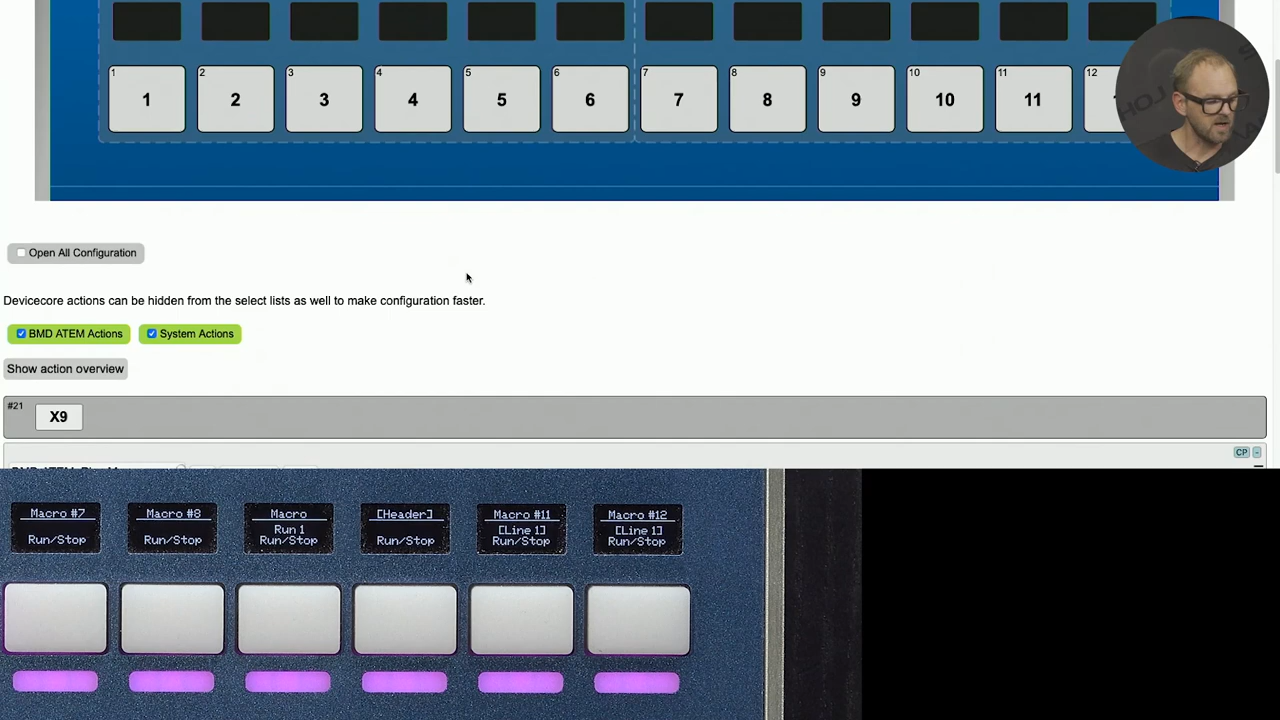 1 2 3 4 5 6 7 8 9 10 11 12
1 2 3 4 5 6 7 8 9 10 11
Open All Configuration
Devicecore actions can be hidden from the select lists as well to make configuration faster.
BMD ATEM Actions System Actions
Show action overview
#21
X9
CP -
Macro #7
Run/Stop
Macro #8
Run/Stop
Macro
Run 1
Run/Stop
[Header]
Run/Stop
Macro #11
[Line 1]
Run/Stop
Macro #12
[Line 1]
Run/Stop